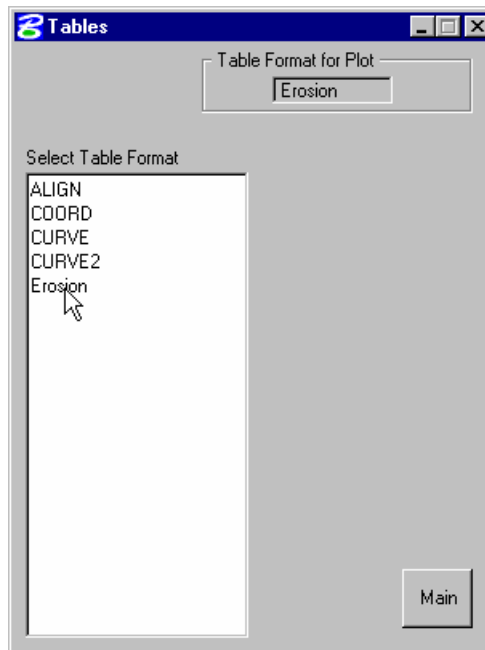 Tables
Table Format for Plot
Erosion
Select Table Format
ALIGN
COORD
CURVE
CURVE2
Erosion
Main